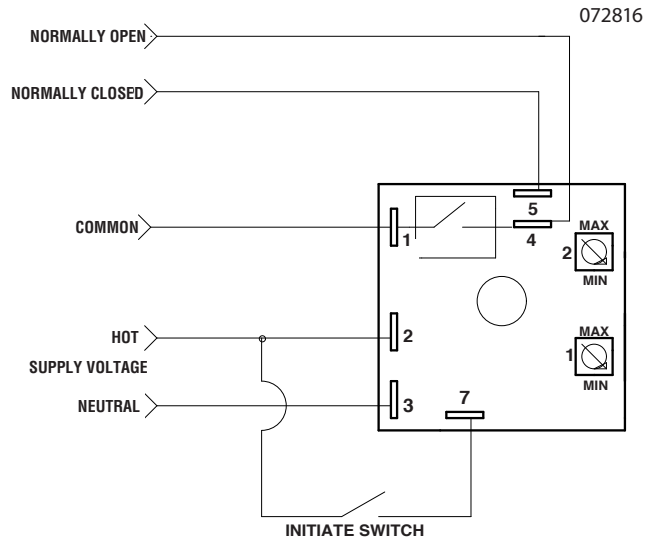 072816
NORMALLY OPEN
NORMALLY CLOSED
5
COMMON
1
4
MAX
2
MIN
HOT
2
MAX
SUPPLY VOLTAGE
1
MIN
NEUTRAL
3
7
INITIATE SWITCH